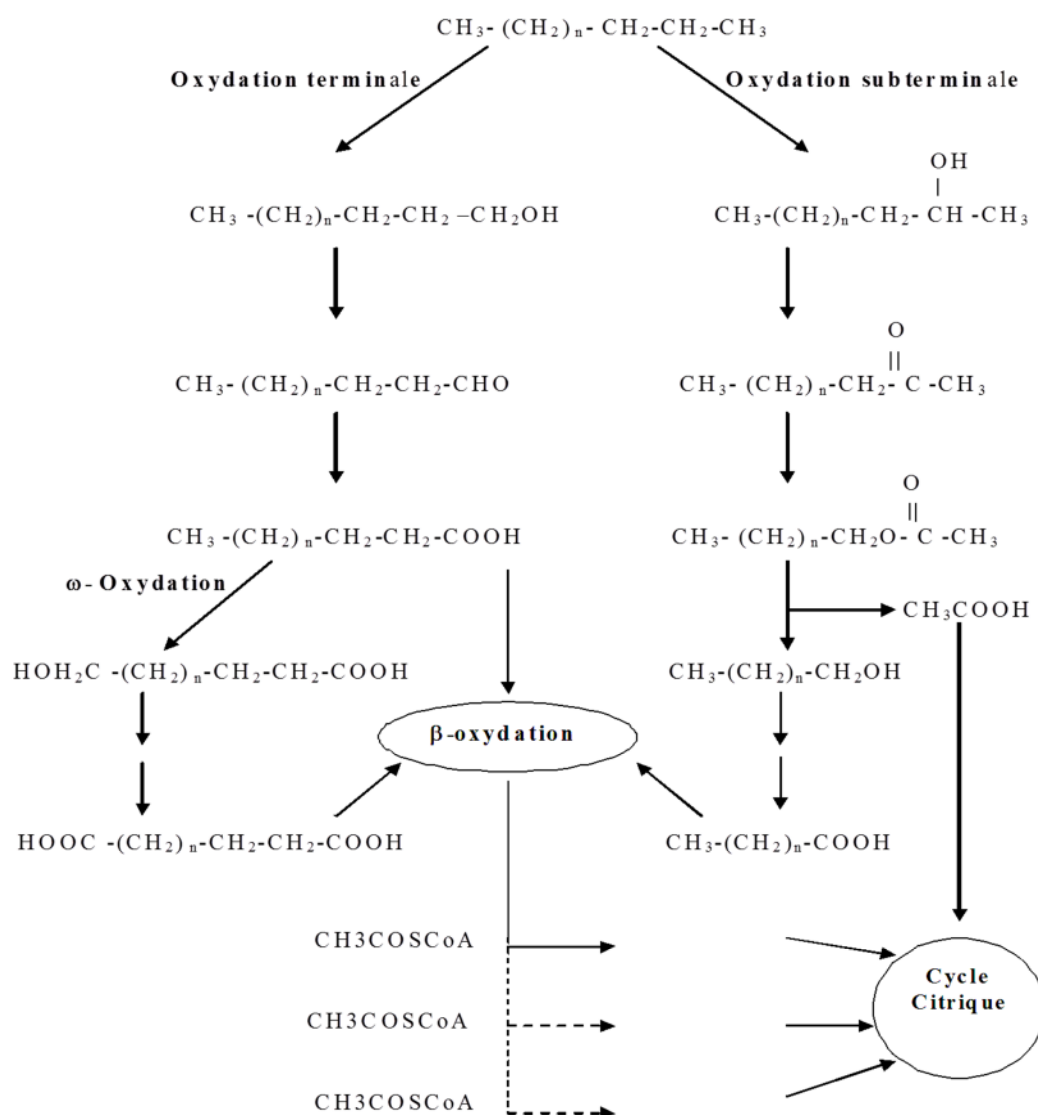 CH₃- (CH₂)ₙ- CH₂-CH₂-CH₃
Oxydation terminale
Oxydation subterminale
OH
|
CH₃ -(CH₂)ₙ-CH₂-CH₂ –CH₂OH
CH₃-(CH₂)ₙ-CH₂- CH -CH₃
O
||
CH₃- (CH₂)ₙ-CH₂-CH₂-CHO
CH₃- (CH₂)ₙ-CH₂- C -CH₃
O
||
CH₃ -(CH₂)ₙ-CH₂-CH₂-COOH
CH₃- (CH₂)ₙ-CH₂O- C -CH₃
ω- Oxydation
CH₃COOH
HOH₂C -(CH₂)ₙ-CH₂-CH₂-COOH
CH₃-(CH₂)ₙ-CH₂OH
β-oxydation
HOOC -(CH₂)ₙ-CH₂-CH₂-COOH
CH₃-(CH₂)ₙ-COOH
CH3COSCoA
Cycle
Citrique
CH3COSCoA
CH3COSCoA